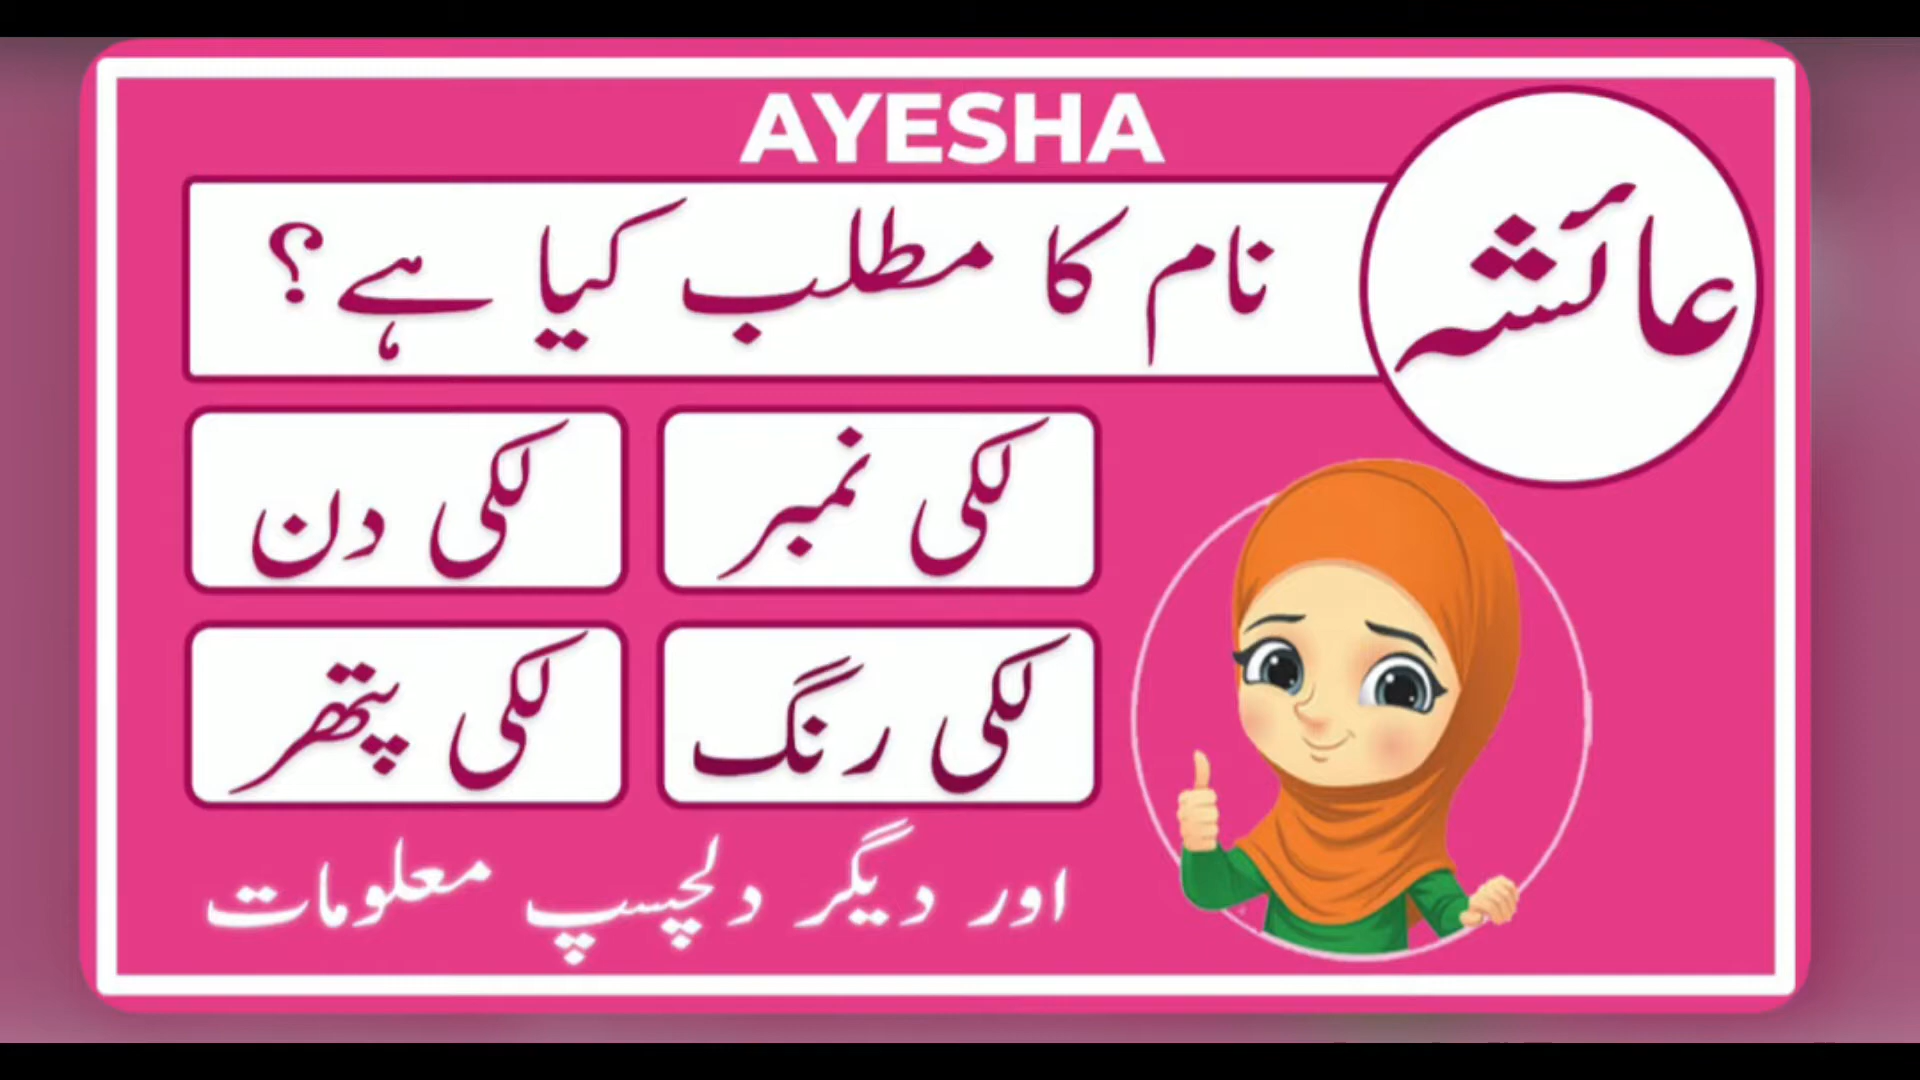 AYESHA
عائشہ نام کا مطلب کیا ہے؟
لکی نمبر
لکی دن
لکی رنگ
لکی پتھر
اور دیگر دلچسپ معلومات